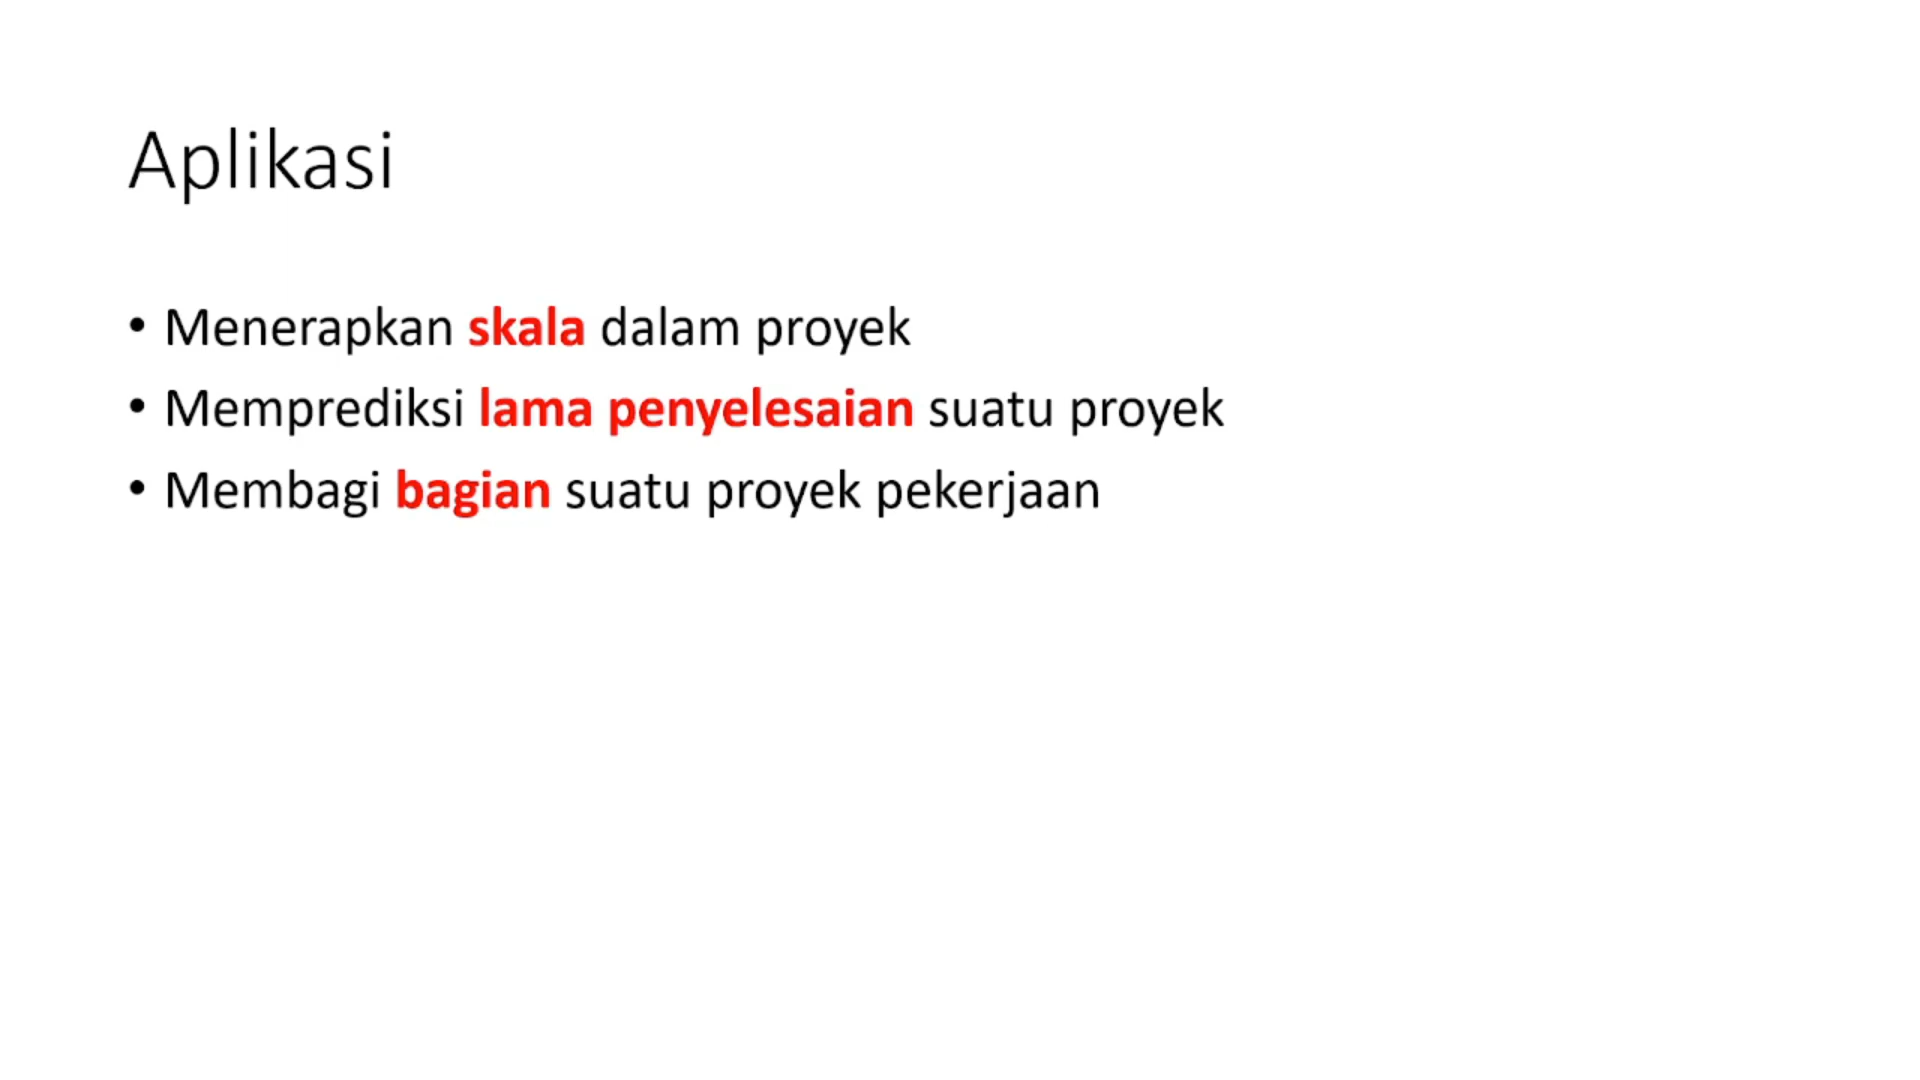 Aplikasi
• Menerapkan skala dalam proyek
• Memprediksi lama penyelesaian suatu proyek
• Membagi bagian suatu proyek pekerjaan